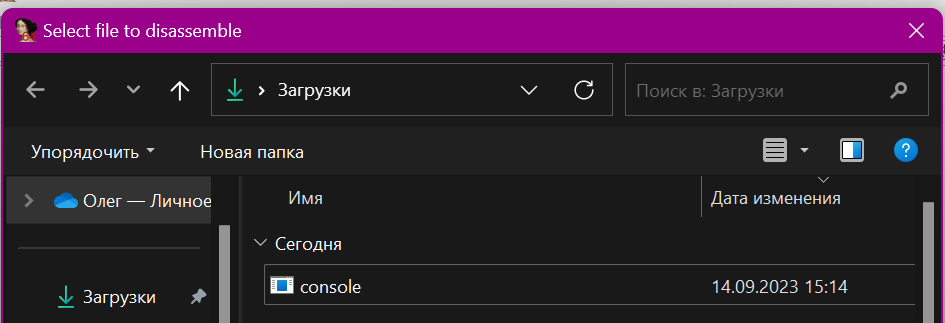 Select file to disassemble
Загрузки
Поиск в: Загрузки
Упорядочить
Новая папка
Олег — Личное
Имя
Дата изменения
Сегодня
Загрузки
console
14.09.2023 15:14